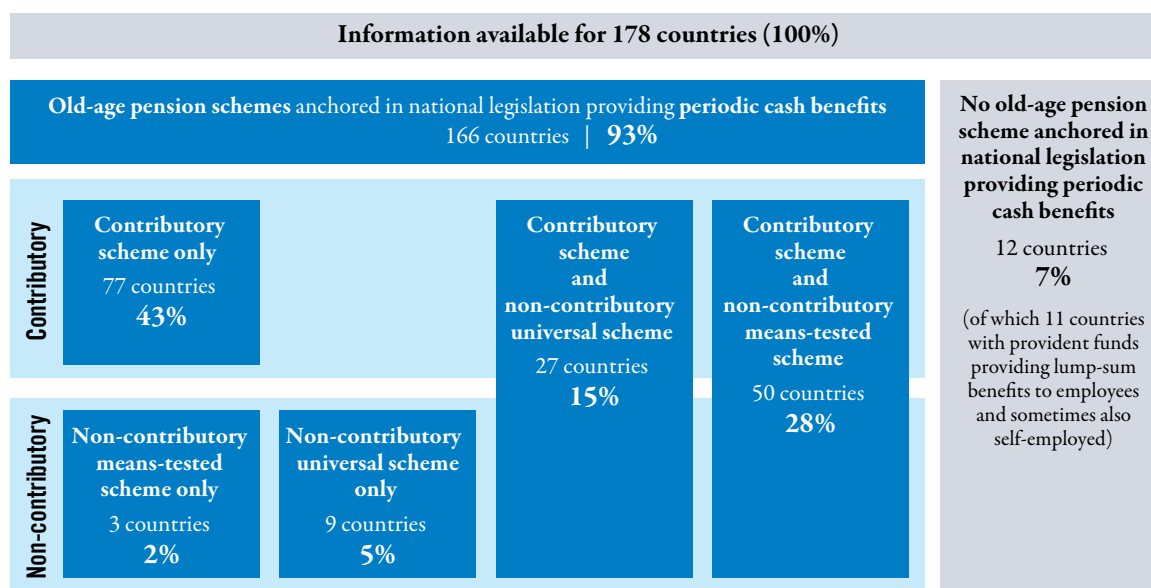 Information available for 178 countries (100%)
Old-age pension schemes anchored in national legislation providing periodic cash benefits
166 countries | 93%
No old-age pension
scheme anchored in
national legislation
providing periodic
cash benefits
12 countries
7%
(of which 11 countries
with provident funds
providing lump-sum
benefits to employees
and sometimes also
self-employed)
Contributory
Contributory
scheme only
77 countries
43%
Contributory
scheme
and
non-contributory
universal scheme
27 countries
15%
Contributory
scheme
and
non-contributory
means-tested
scheme
50 countries
28%
Non-contributory
Non-contributory
means-tested
scheme only
3 countries
2%
Non-contributory
universal scheme
only
9 countries
5%